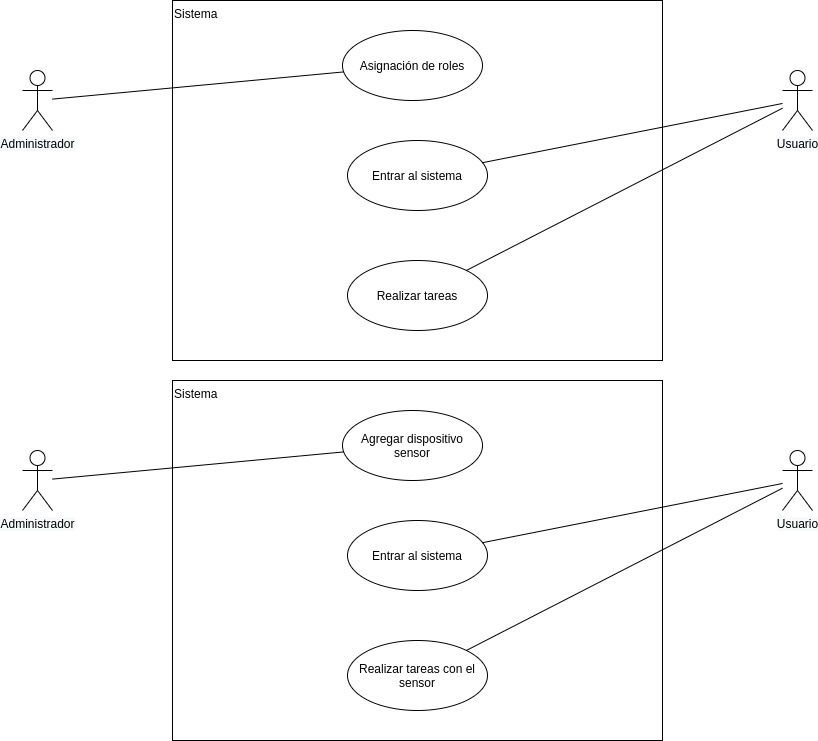 Sistema
Asignación de roles
Administrador
Usuario
Entrar al sistema
Realizar tareas
Sistema
Agregar dispositivo
sensor
Administrador
Usuario
Entrar al sistema
Realizar tareas con el
sensor